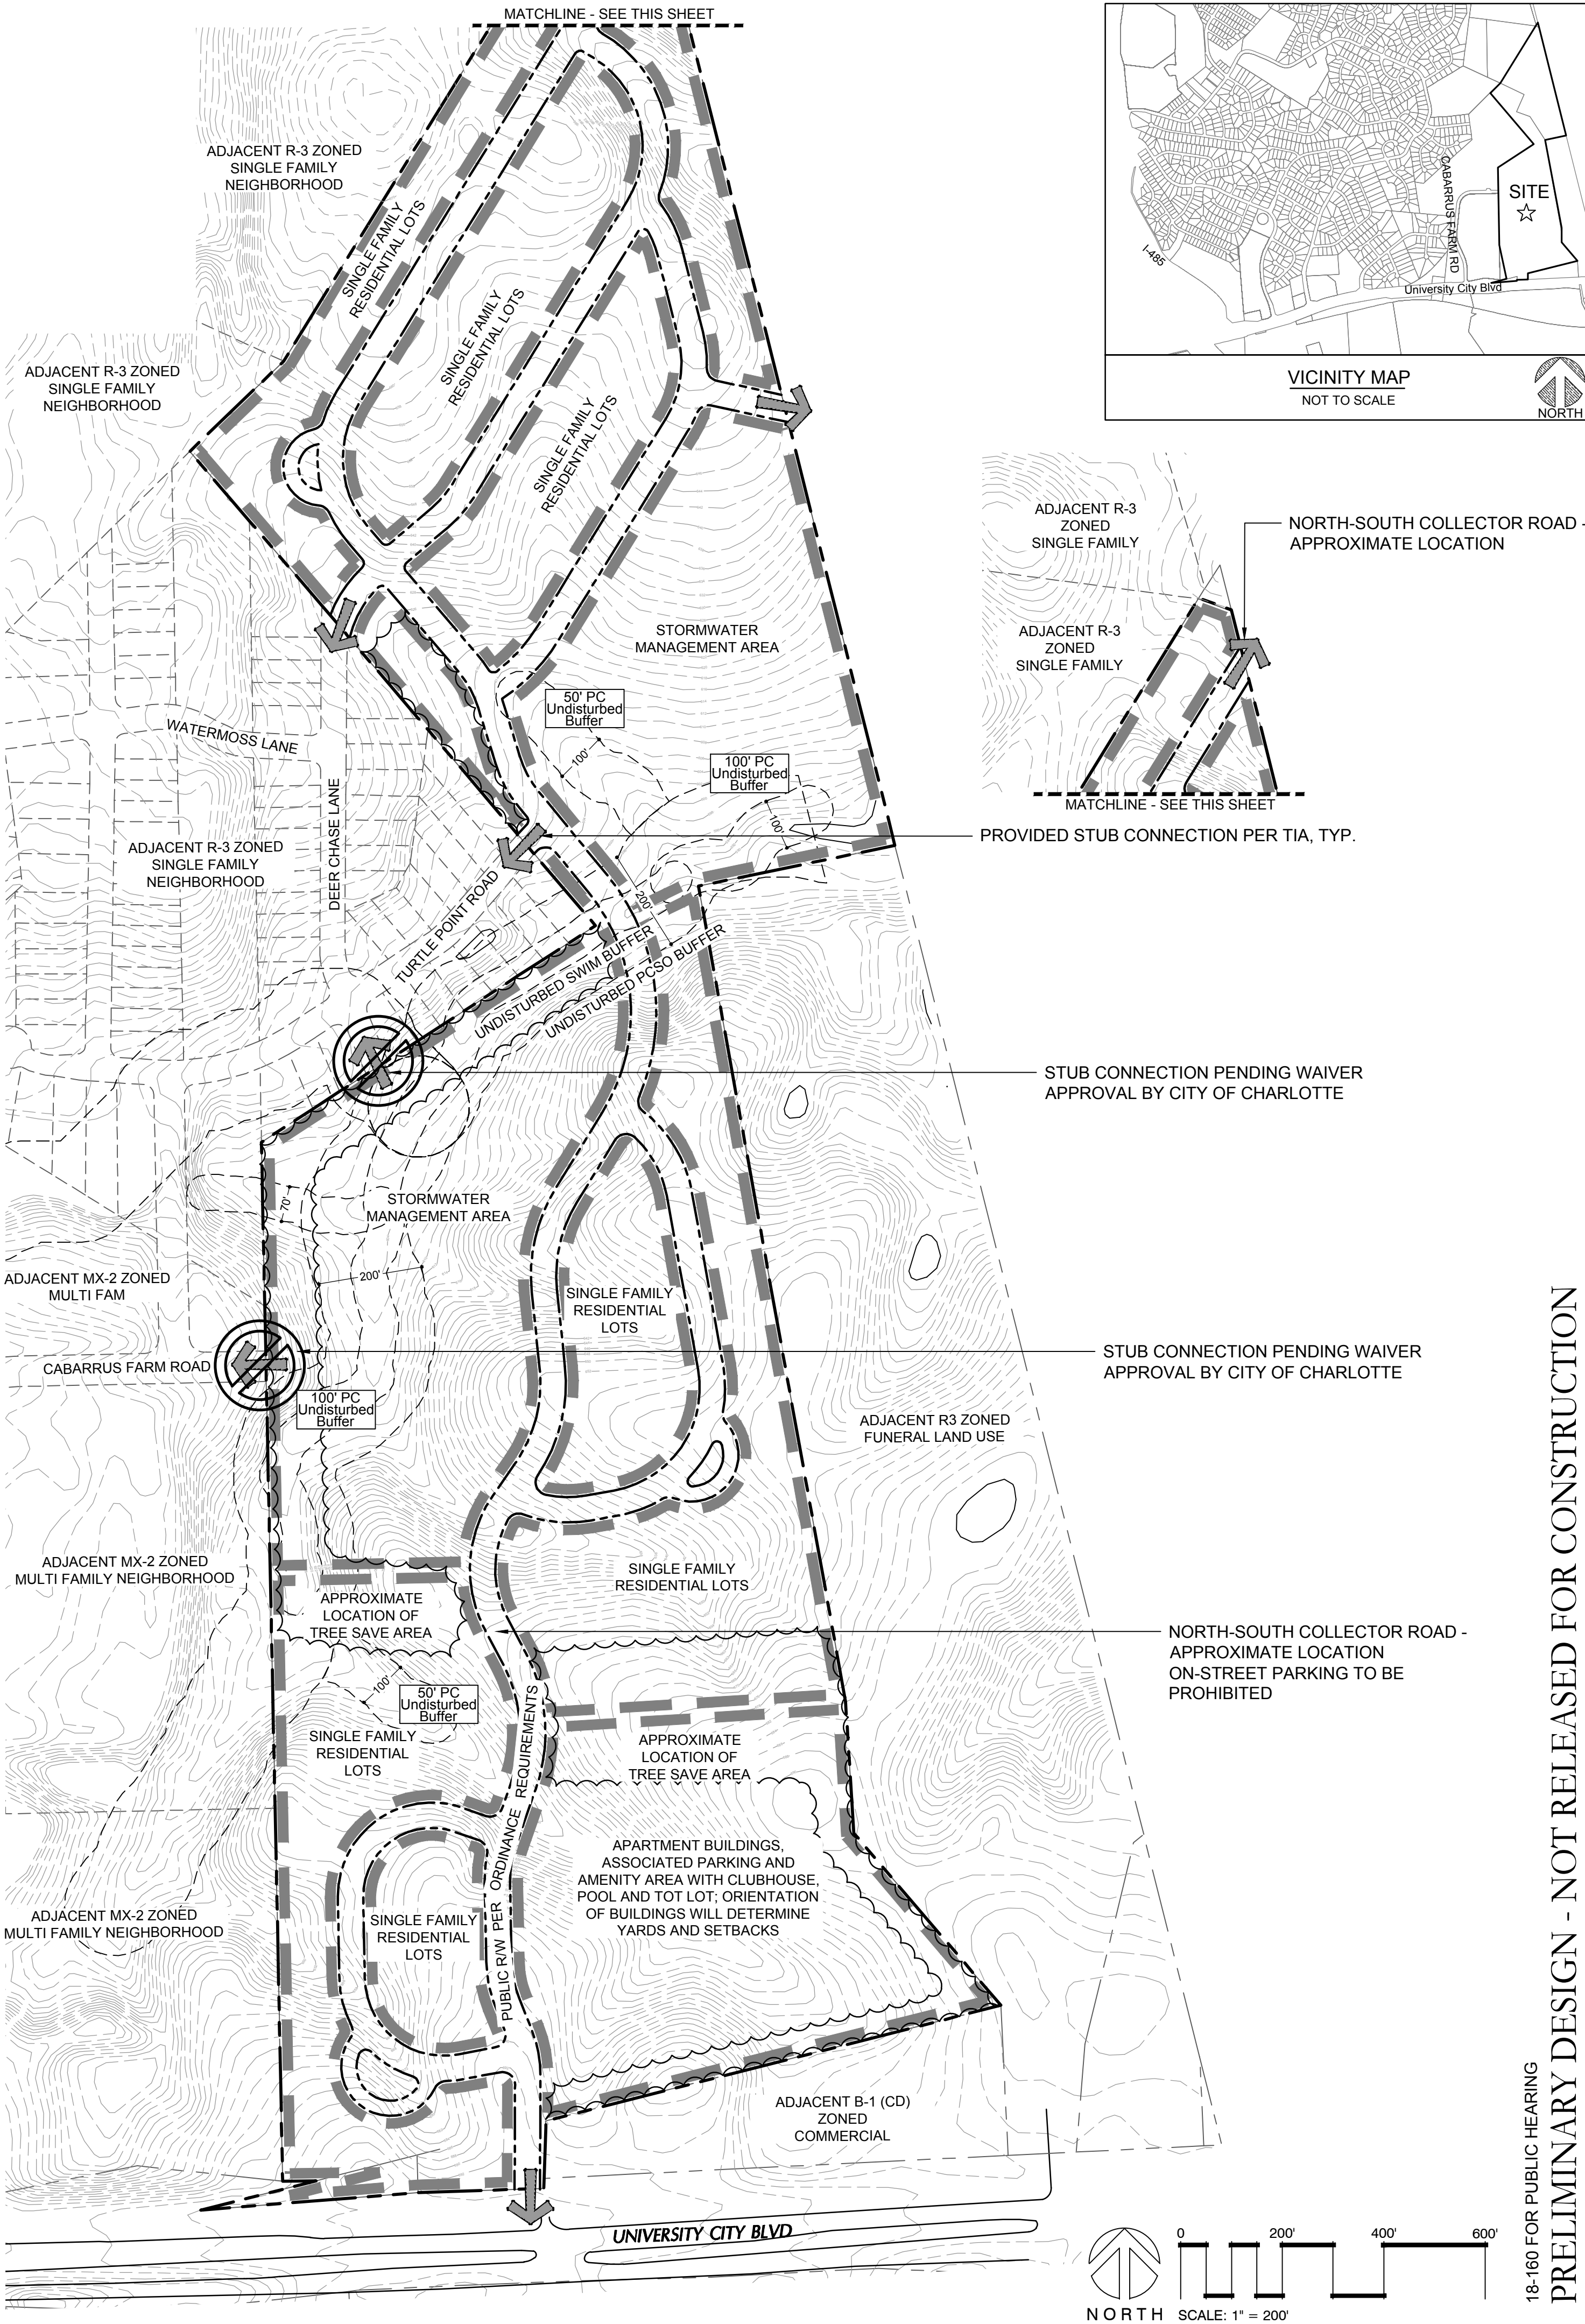 MATCHLINE - SEE THIS SHEET
ADJACENT R-3 ZONED
SINGLE FAMILY
NEIGHBORHOOD
SINGLE FAMILY
RESIDENTIAL LOTS
SINGLE FAMILY
RESIDENTIAL LOTS
SINGLE FAMILY
RESIDENTIAL LOTS
ADJACENT R-3 ZONED
SINGLE FAMILY
NEIGHBORHOOD
CABARRUS FARM RD
SITE
I-485
University City Blvd
VICINITY MAP
NOT TO SCALE
NORTH
ADJACENT R-3
ZONED
SINGLE FAMILY
NORTH-SOUTH COLLECTOR ROAD -
APPROXIMATE LOCATION
ADJACENT R-3
ZONED
SINGLE FAMILY
MATCHLINE - SEE THIS SHEET
STORMWATER
MANAGEMENT AREA
50' PC
Undisturbed
Buffer
100'
100' PC
Undisturbed
Buffer
100'
WATERMOSS LANE
DEER CHASE LANE
PROVIDED STUB CONNECTION PER TIA, TYP.
ADJACENT R-3 ZONED
SINGLE FAMILY
NEIGHBORHOOD
TURTLE POINT ROAD
200'
UNDISTURBED SWIM BUFFER
UNDISTURBED PCSO BUFFER
STUB CONNECTION PENDING WAIVER
APPROVAL BY CITY OF CHARLOTTE
70'
STORMWATER
MANAGEMENT AREA
200'
ADJACENT MX-2 ZONED
MULTI FAM
SINGLE FAMILY
RESIDENTIAL
LOTS
CABARRUS FARM ROAD
STUB CONNECTION PENDING WAIVER
APPROVAL BY CITY OF CHARLOTTE
100' PC
Undisturbed
Buffer
ADJACENT R3 ZONED
FUNERAL LAND USE
ADJACENT MX-2 ZONED
MULTI FAMILY NEIGHBORHOOD
SINGLE FAMILY
RESIDENTIAL LOTS
APPROXIMATE
LOCATION OF
TREE SAVE AREA
NORTH-SOUTH COLLECTOR ROAD -
APPROXIMATE LOCATION
ON-STREET PARKING TO BE
PROHIBITED
100'
50' PC
Undisturbed
Buffer
SINGLE FAMILY
RESIDENTIAL
LOTS
APPROXIMATE
LOCATION OF
TREE SAVE AREA
PUBLIC R/W PER ORDINANCE REQUIREMENTS
APARTMENT BUILDINGS,
ASSOCIATED PARKING AND
AMENITY AREA WITH CLUBHOUSE,
POOL AND TOT LOT; ORIENTATION
OF BUILDINGS WILL DETERMINE
YARDS AND SETBACKS
ADJACENT MX-2 ZONED
MULTI FAMILY NEIGHBORHOOD
SINGLE FAMILY
RESIDENTIAL
LOTS
ADJACENT B-1 (CD)
ZONED
COMMERCIAL
UNIVERSITY CITY BLVD
0 200' 400' 600'
NORTH SCALE: 1" = 200'
18-160 FOR PUBLIC HEARING
PRELIMINARY DESIGN - NOT RELEASED FOR CONSTRUCTION